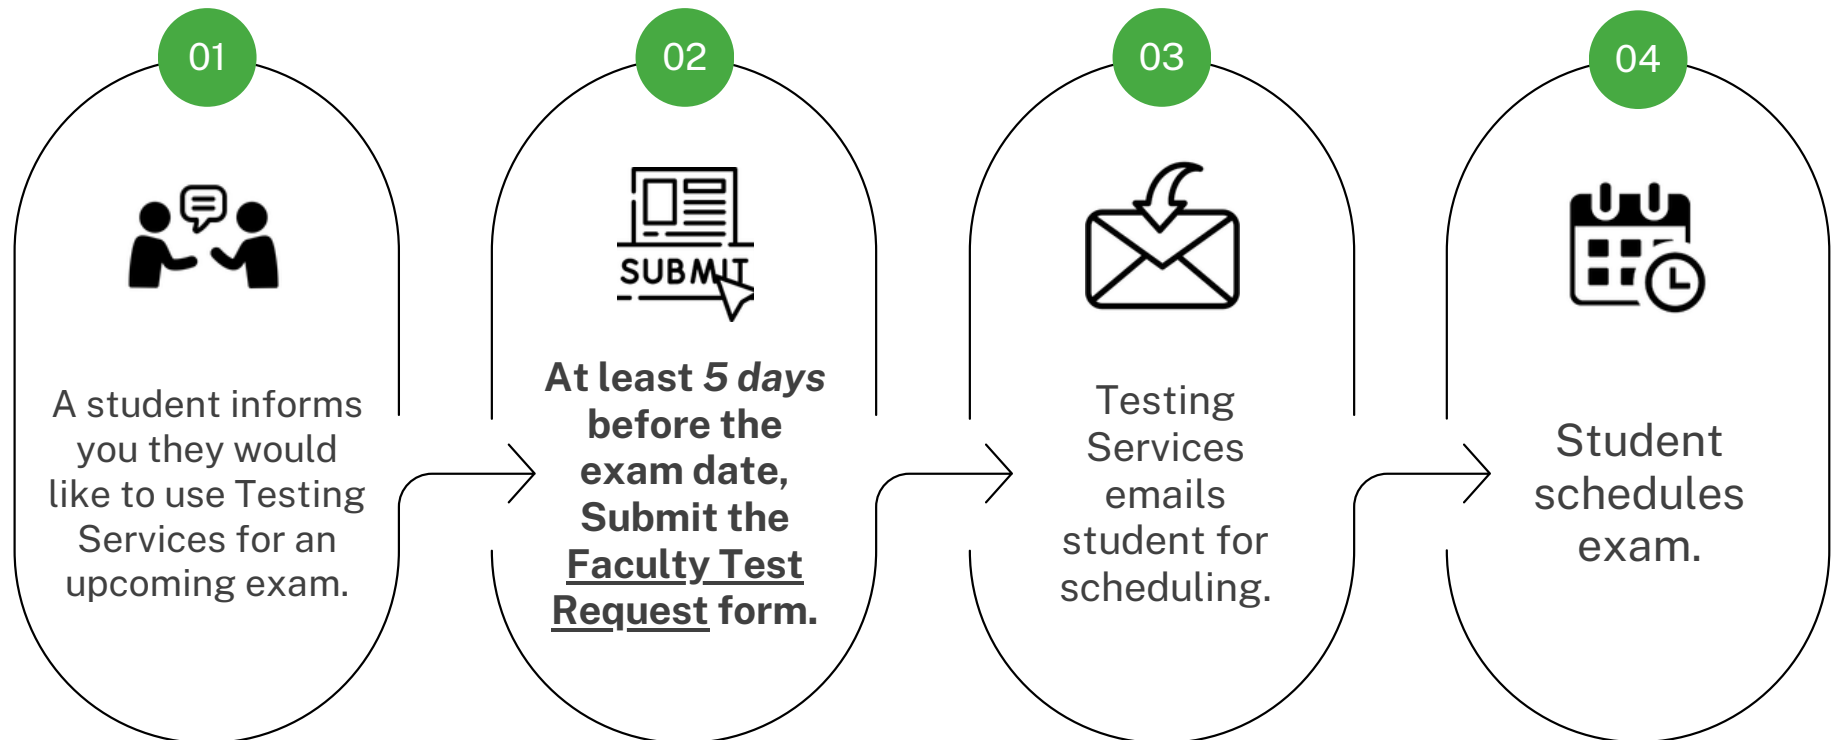 01
A student informs
you they would
like to use Testing
Services for an
upcoming exam.
02
SUBMIT
At least 5 days
before the
exam date,
Submit the
Faculty Test
Request form.
03
Testing
Services
emails
student for
scheduling.
04
Student
schedules
exam.